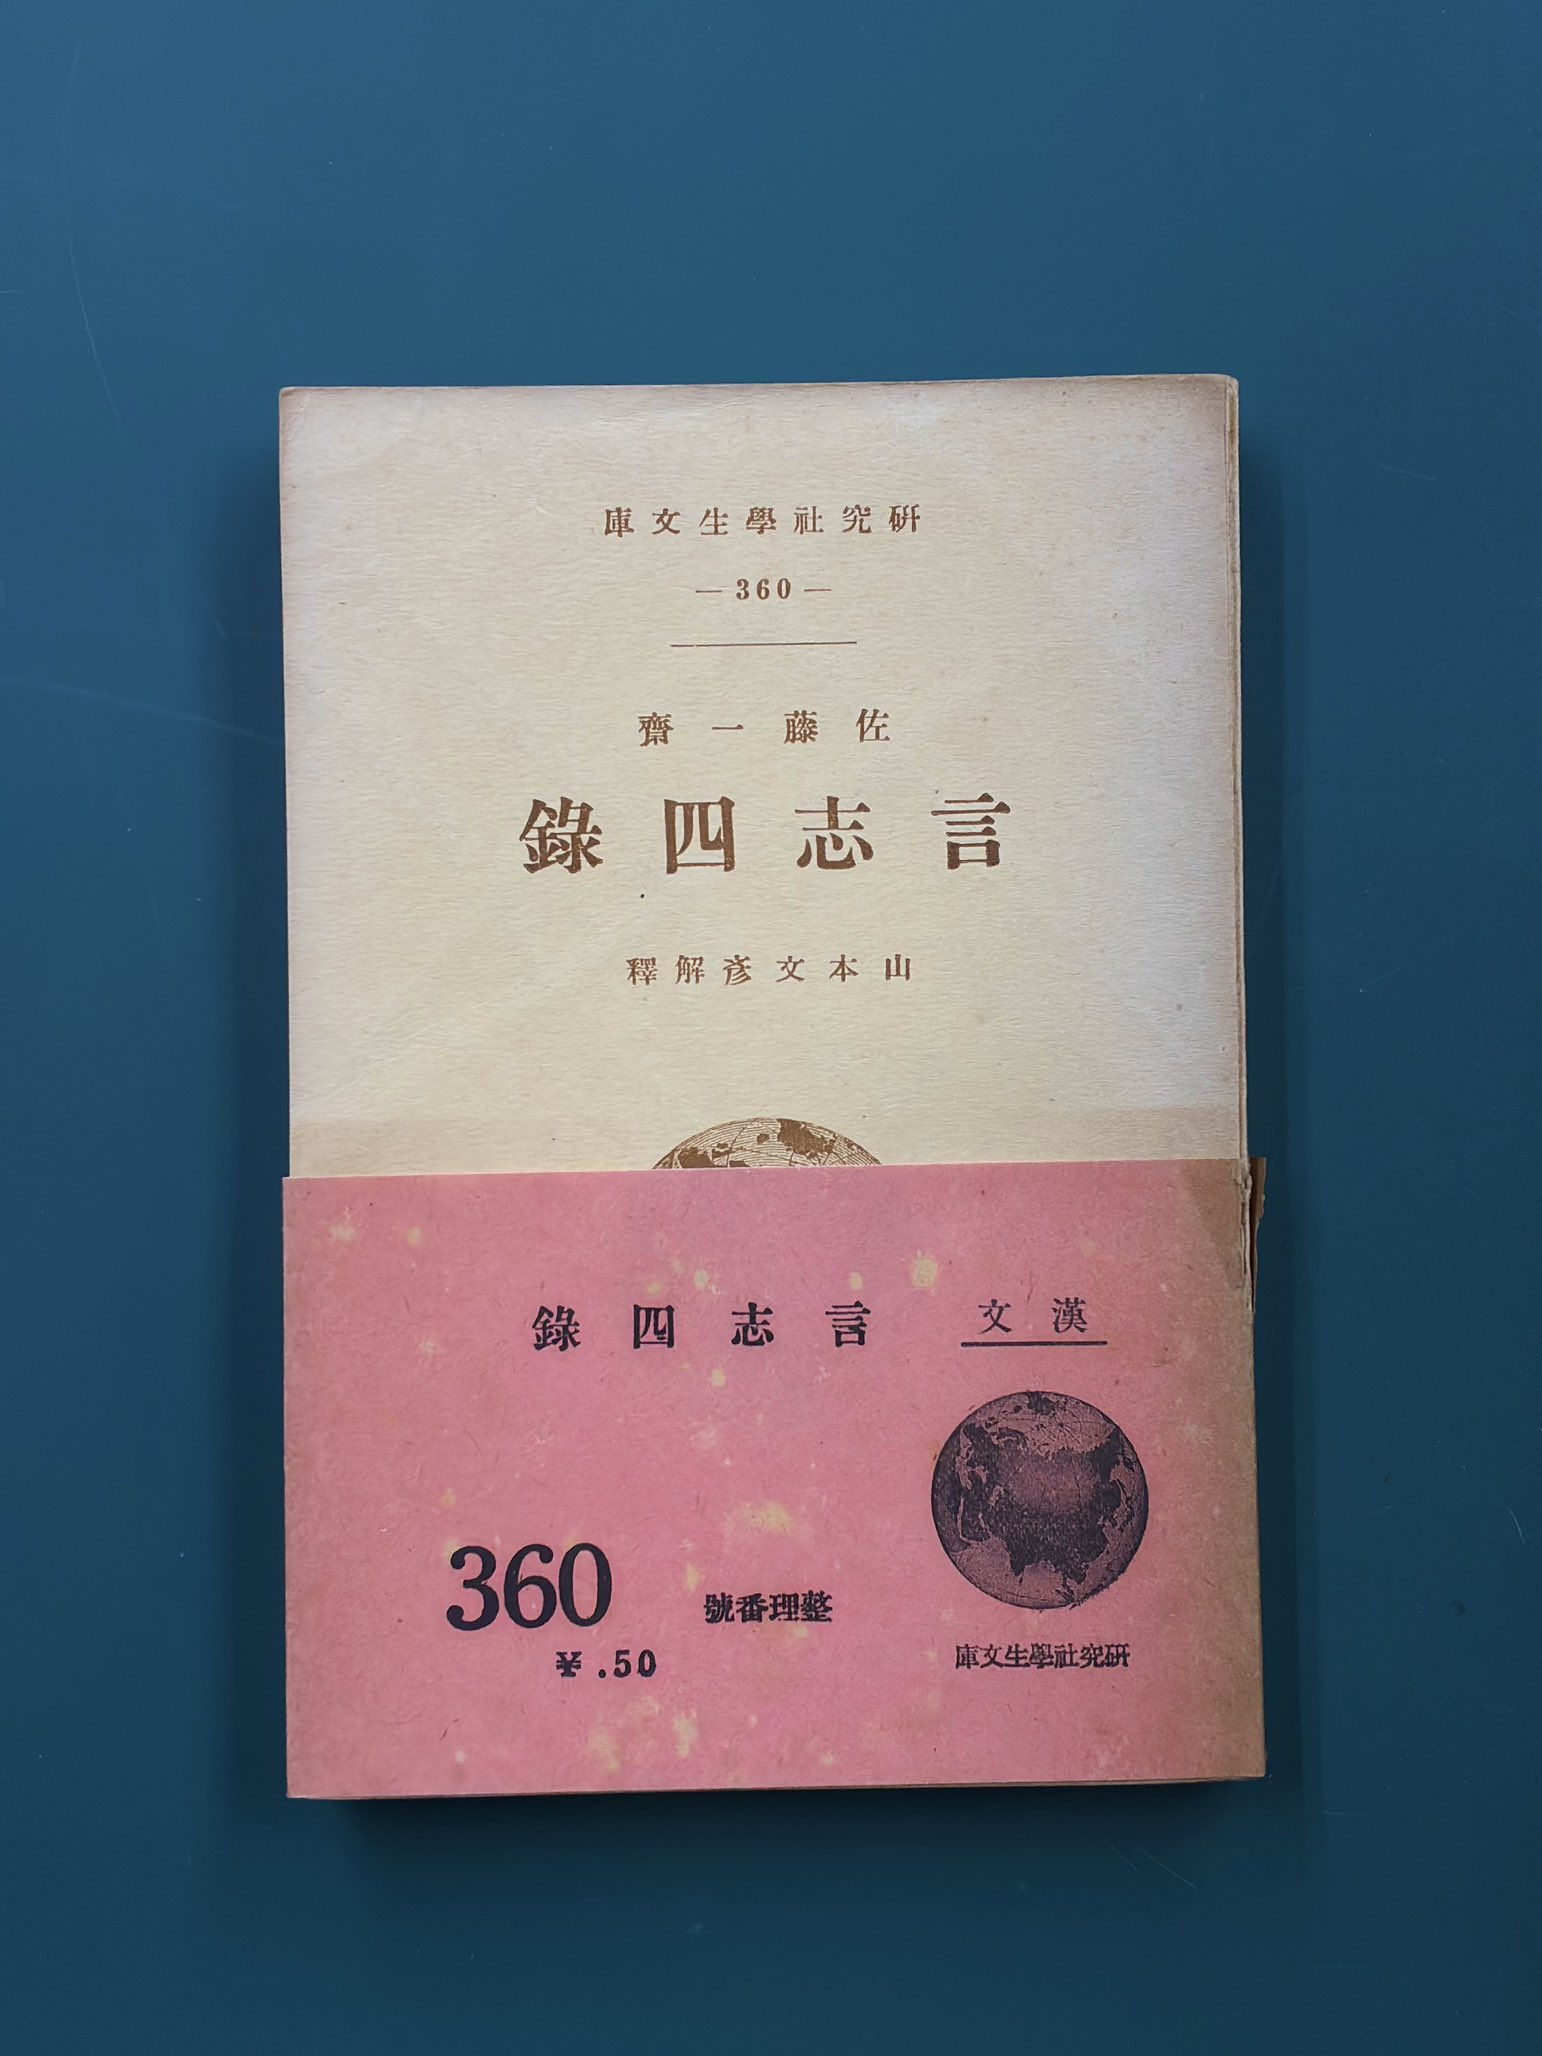 硏究社學生文庫
— 360 —
佐藤一齋
言志四錄
山本文彥解釋
漢文 言志四錄
整理番號 360
¥ .50
硏究社學生文庫